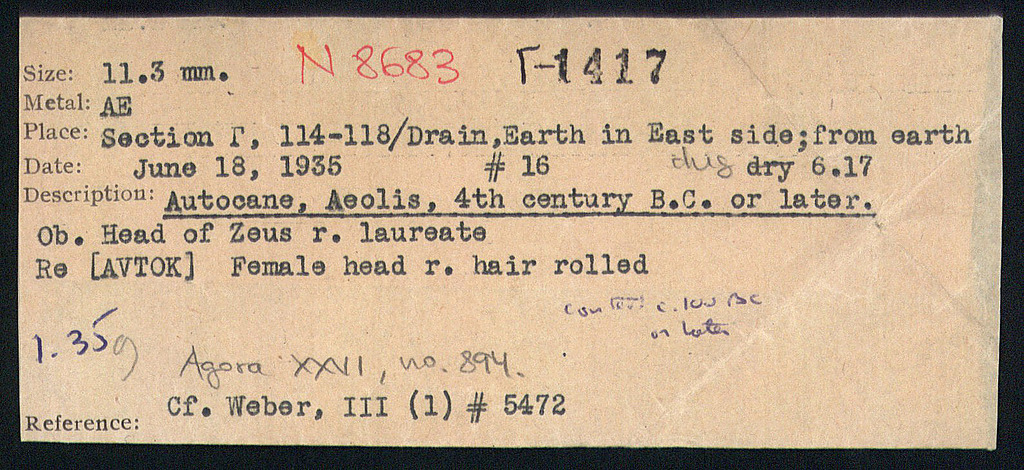 Size: 11.3 mm. N 8683 Γ-1417
Metal: AE
Place: Section Γ, 114-118/Drain,Earth in East side;from earth
Date: June 18, 1935 # 16 dug dry 6.17
Description: Autocane, Aeolis, 4th century B.C. or later.
Ob. Head of Zeus r. laureate
Re [AVTOK] Female head r. hair rolled
context c. 100 BC
or later
1.35g
Agora XXVI, no. 894.
Cf. Weber, III (1) # 5472
Reference: